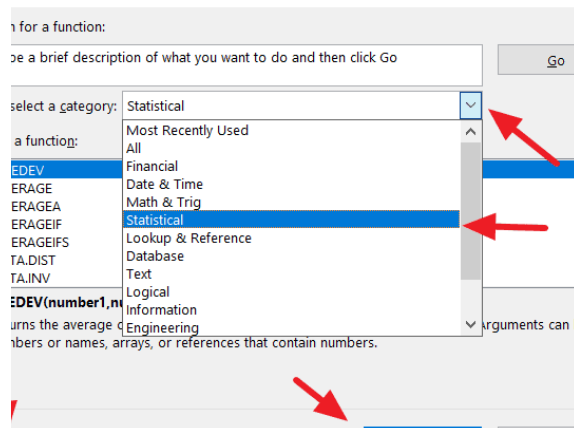 n for a function:
pe a brief description of what you want to do and then click Go
Go
select a category: Statistical
Most Recently Used
a function:
All
Financial
EDEV
Date & Time
ERAGE
Math & Trig
ERAGEA
Statistical
ERAGEIF
Lookup & Reference
ERAGEIFS
Database
TA.DIST
Text
TA.INV
Logical
EDEV(number1,nu
Information
urns the average
Engineering
Arguments can
nbers or names, arrays, or references that contain numbers.